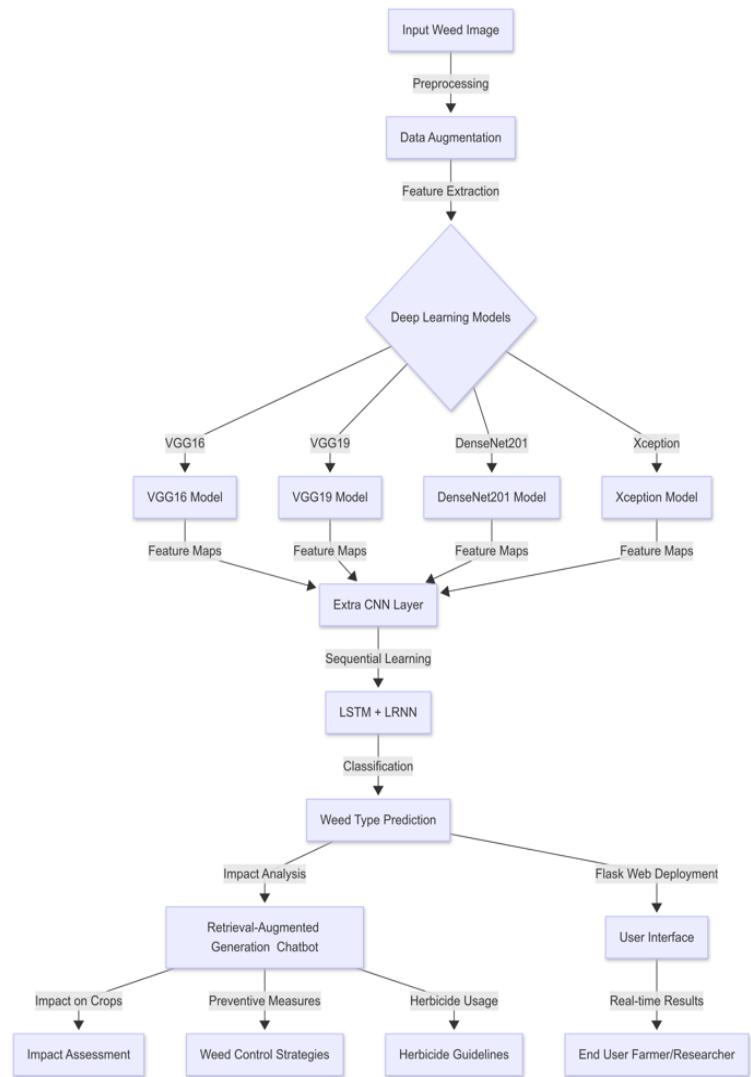 Input Weed Image
Preprocessing
Data Augmentation
Feature Extraction
Deep Learning Models
VGG16
VGG19
DenseNet201
Xception
VGG16 Model
VGG19 Model
DenseNet201 Model
Xception Model
Feature Maps
Feature Maps
Feature Maps
Feature Maps
Extra CNN Layer
Sequential Learning
LSTM + LRNN
Classification
Weed Type Prediction
Impact Analysis
Flask Web Deployment
Retrieval-Augmented
Generation Chatbot
User Interface
Impact on Crops
Preventive Measures
Herbicide Usage
Real-time Results
Impact Assessment
Weed Control Strategies
Herbicide Guidelines
End User Farmer/Researcher